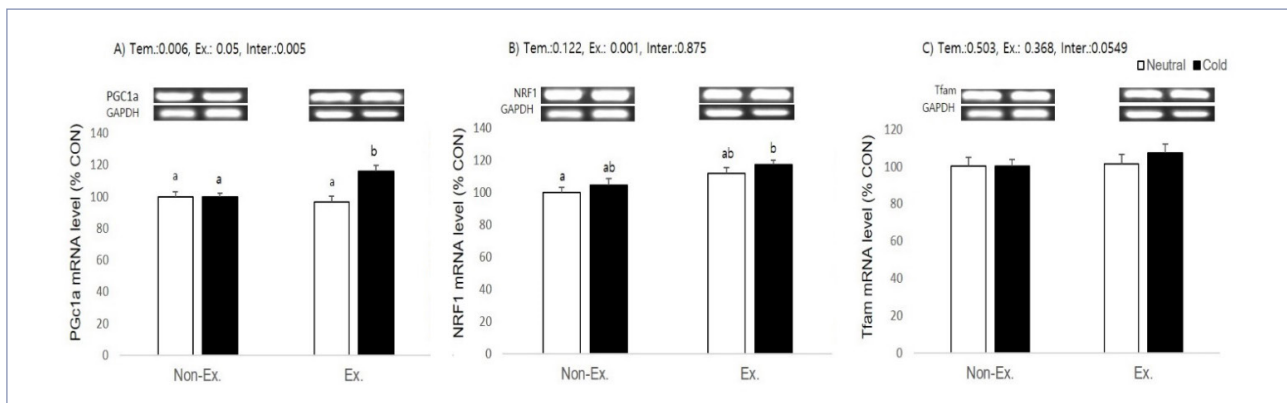 A) Tem.:0.006, Ex.: 0.05, Inter.:0.005
PGC1a
GAPDH
PGc1a mRNA level (% CON)
140
120
100
80
60
40
20
0
a
a
a
b
Non-Ex.
Ex.
B) Tem.:0.122, Ex.: 0.001, Inter.:0.875
NRF1
GAPDH
NRF1 mRNA level (% CON)
140
120
100
80
60
40
20
0
a
ab
ab
b
Non-Ex.
Ex.
C) Tem.:0.503, Ex.: 0.368, Inter.:0.0549
Neutral Cold
Tfam
GAPDH
Tfam mRNA level (% CON)
120
100
80
60
40
20
0
Non-Ex.
Ex.